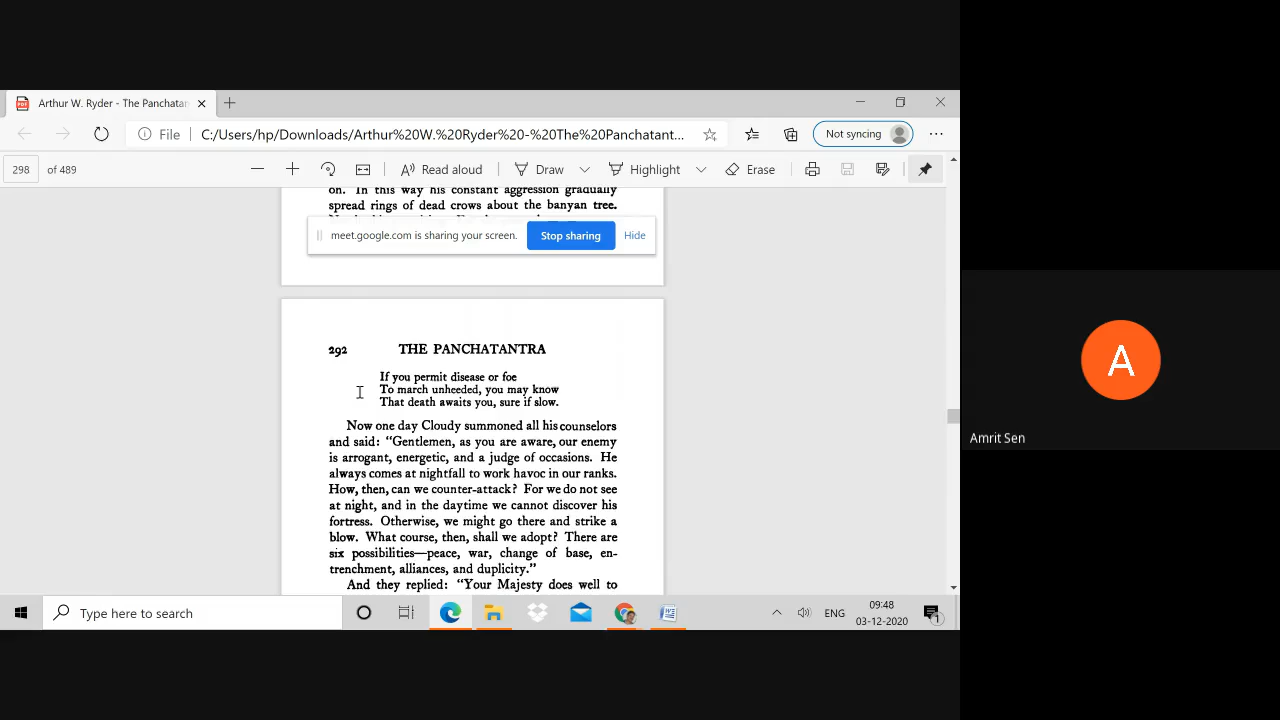 Arthur W. Ryder - The Panchatan
File
C:/Users/hp/Downloads/Arthur%20W.%20Ryder%20-%20The%20Panchatant...
Not syncing
298 of 489
Read aloud
Draw
Highlight
Erase
on. In this way his constant aggression gradually
spread rings of dead crows about the banyan tree.
meet.google.com is sharing your screen.
Stop sharing
Hide
292 THE PANCHATANTRA
If you permit disease or foe
To march unheeded, you may know
That death awaits you, sure if slow.
Now one day Cloudy summoned all his counselors
and said: “Gentlemen, as you are aware, our enemy
is arrogant, energetic, and a judge of occasions. He
always comes at nightfall to work havoc in our ranks.
How, then, can we counter-attack? For we do not see
at night, and in the daytime we cannot discover his
fortress. Otherwise, we might go there and strike a
blow. What course, then, shall we adopt? There are
six possibilities—peace, war, change of base, en-
trenchment, alliances, and duplicity.”
And they replied: “Your Majesty does well to
A
Amrit Sen
Type here to search
ENG
09:48
03-12-2020
1